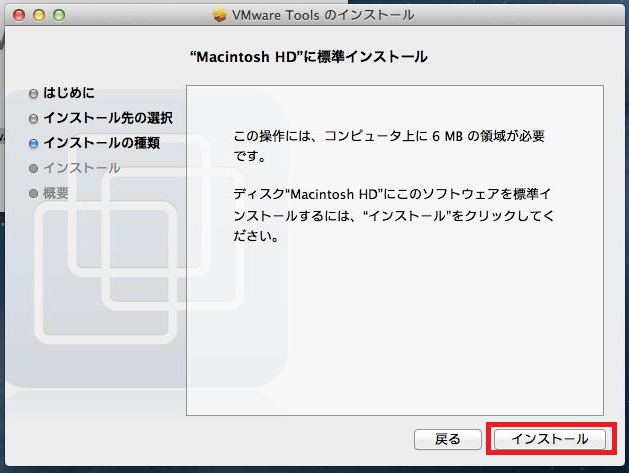 VMware Tools のインストール
“Macintosh HD”に標準インストール
はじめに
インストール先の選択
インストールの種類
インストール
概要
この操作には、コンピュータ上に 6 MB の領域が必要
です。
ディスク“Macintosh HD”にこのソフトウェアを標準イ
ンストールするには、“インストール”をクリックしてく
ださい。
戻る
インストール